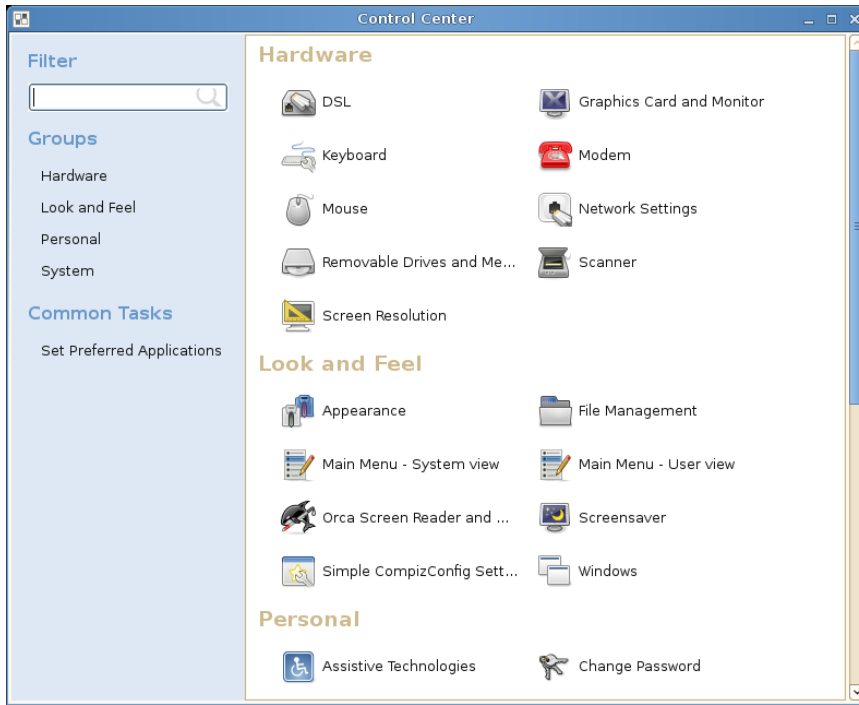 Control Center
Filter
Groups
Hardware
Look and Feel
Personal
System
Common Tasks
Set Preferred Applications
Hardware
DSL
Graphics Card and Monitor
Keyboard
Modem
Mouse
Network Settings
Removable Drives and Me...
Scanner
Screen Resolution
Look and Feel
Appearance
File Management
Main Menu - System view
Main Menu - User view
Orca Screen Reader and ...
Screensaver
Simple CompizConfig Sett...
Windows
Personal
Assistive Technologies
Change Password